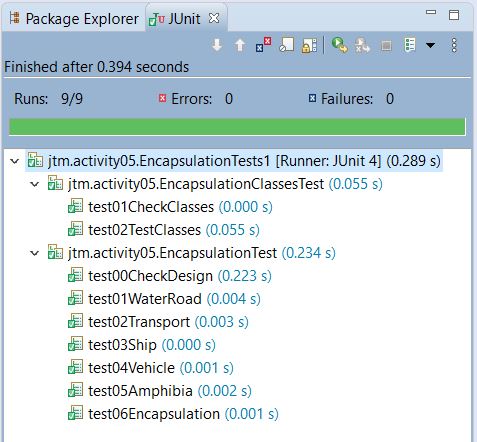 Package Explorer JUnit
Finished after 0.394 seconds
Runs: 9/9 Errors: 0 Failures: 0
jtm.activity05.EncapsulationTests1 [Runner: JUnit 4] (0.289 s)
jtm.activity05.EncapsulationClassesTest (0.055 s)
test01CheckClasses (0.000 s)
test02TestClasses (0.055 s)
jtm.activity05.EncapsulationTest (0.234 s)
test00CheckDesign (0.223 s)
test01WaterRoad (0.004 s)
test02Transport (0.003 s)
test03Ship (0.000 s)
test04Vehicle (0.001 s)
test05Amphibia (0.002 s)
test06Encapsulation (0.001 s)